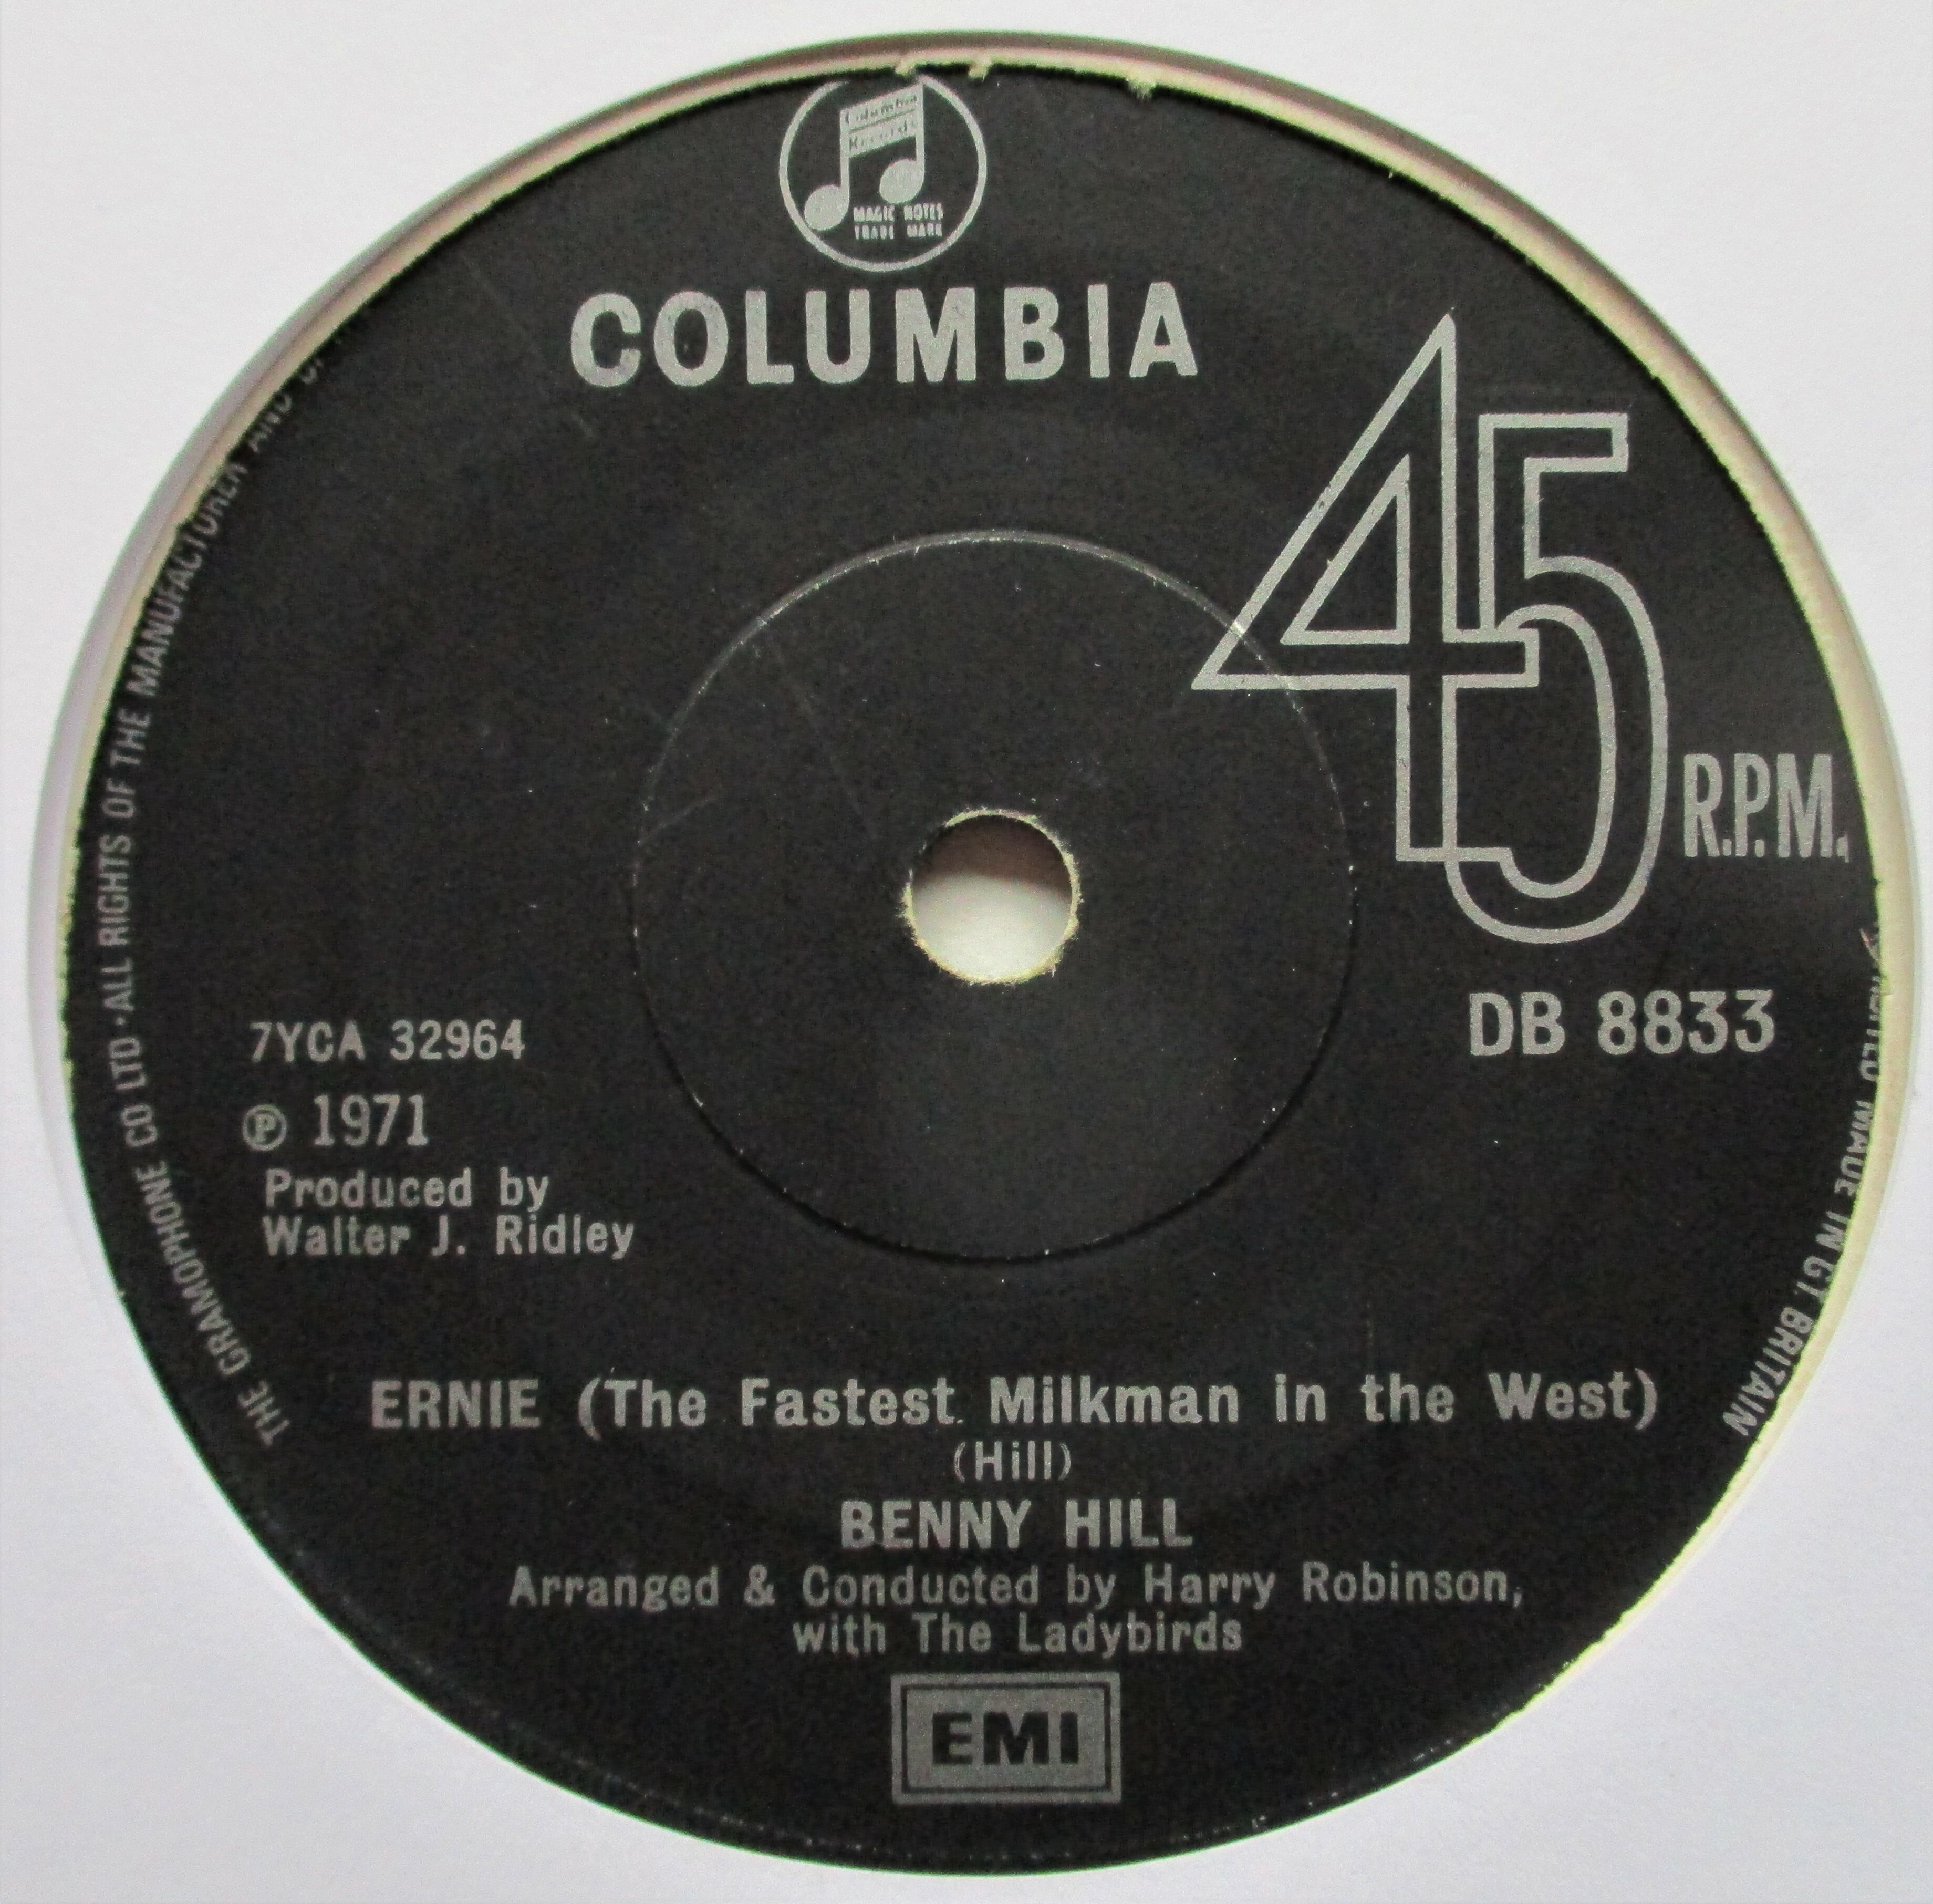 Columbia
Records
MAGIC NOTES
TRADE MARK
COLUMBIA
45
R.P.M.
DB 8833
7YCA 32964
℗ 1971
Produced by
Walter J. Ridley
ERNIE (The Fastest Milkman in the West)
(Hill)
BENNY HILL
Arranged & Conducted by Harry Robinson,
with The Ladybirds
EMI
THE GRAMOPHONE CO LTD·ALL RIGHTS OF THE MANUFACTURER AND
MADE IN GT. BRITAIN